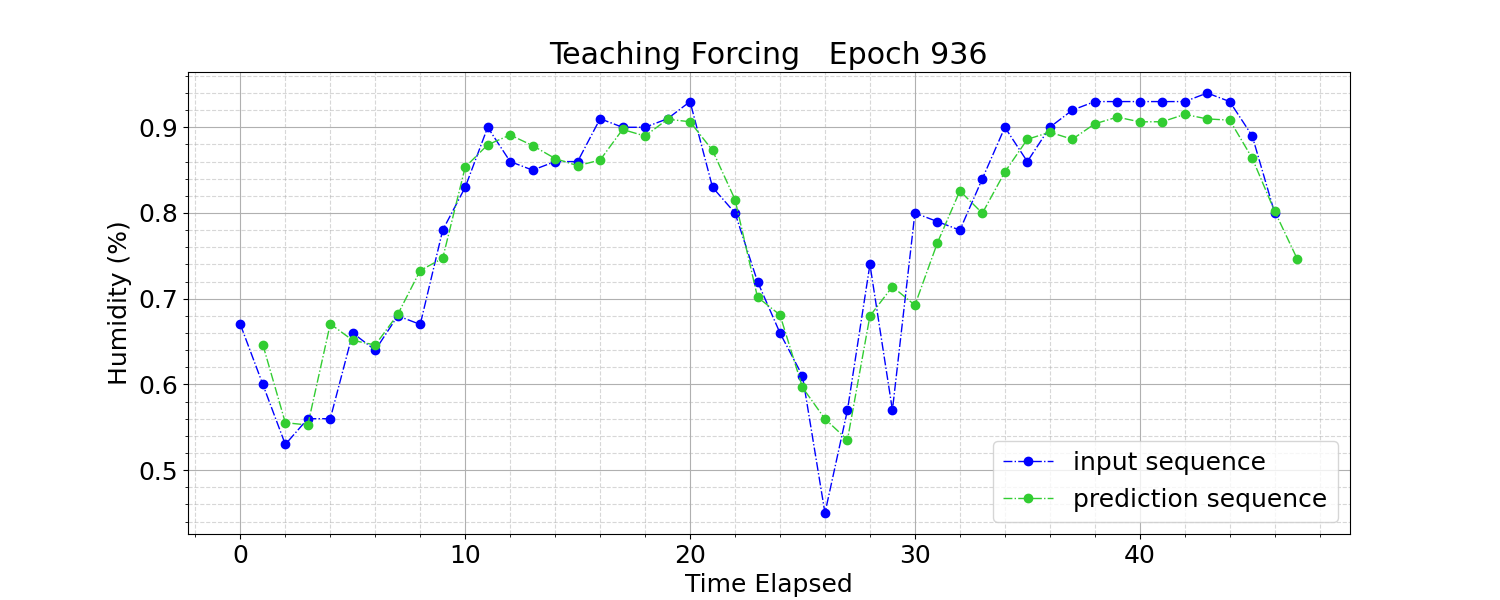 Teaching Forcing   Epoch 936
Humidity (%)
0.9
0.8
0.7
0.6
0.5
0 10 20 30 40
Time Elapsed
input sequence
prediction sequence